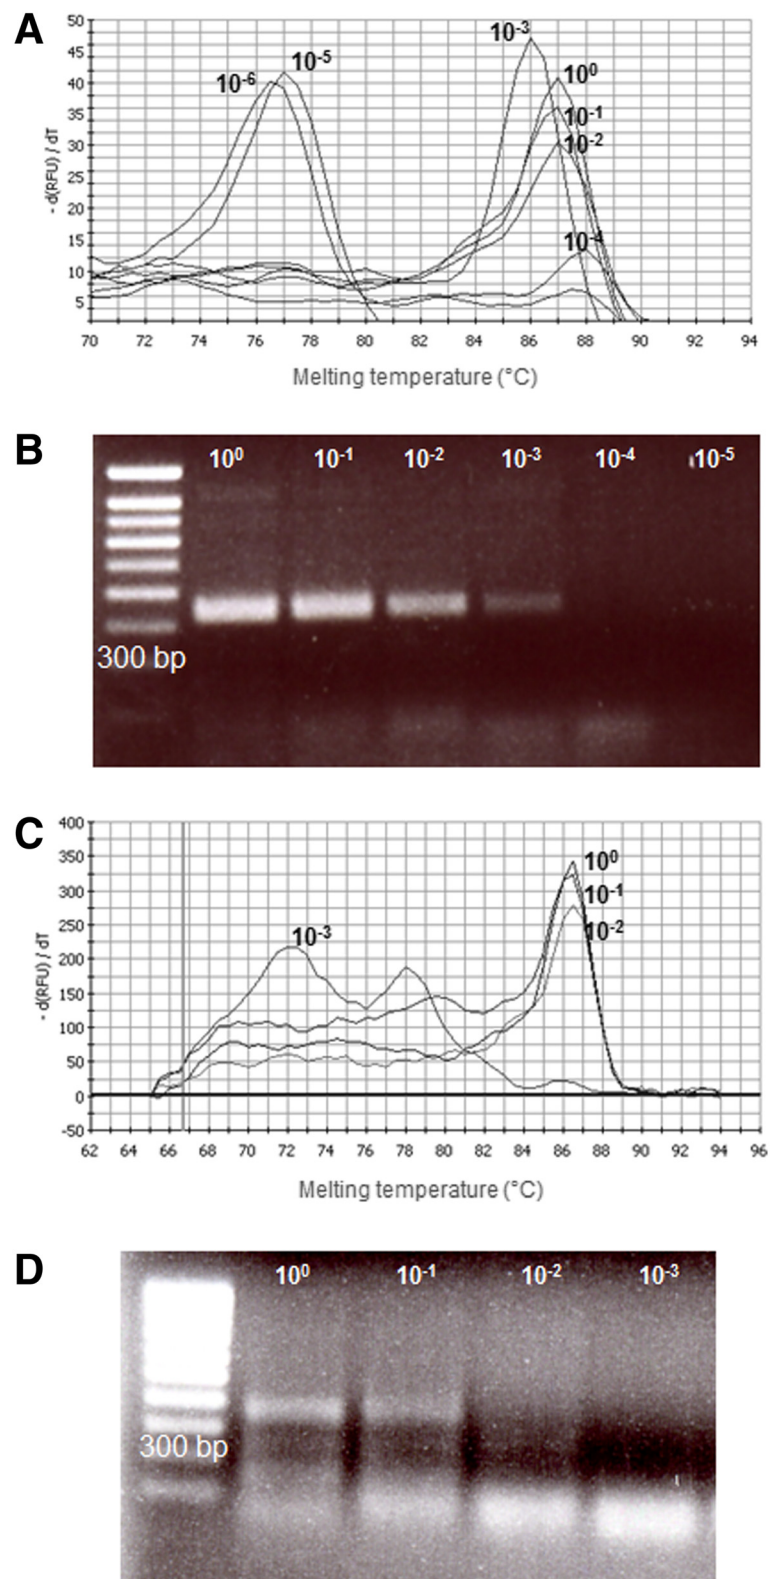 A
50
45
40
35
30
25
20
15
10
5
- d(RFU) / dT
10-6
10-5
10-3
100
10-1
10-2
10-4
70 72 74 76 78 80 82 84 86 88 90 92 94
Melting temperature (°C)
B
100 10-1 10-2 10-3 10-4 10-5
300 bp
C
400
350
300
250
200
150
100
50
0
-50
- d(RFU) / dT
10-3
100
10-1
10-2
62 64 66 68 70 72 74 76 78 80 82 84 86 88 90 92 94 96
Melting temperature (°C)
D
100 10-1 10-2 10-3
300 bp